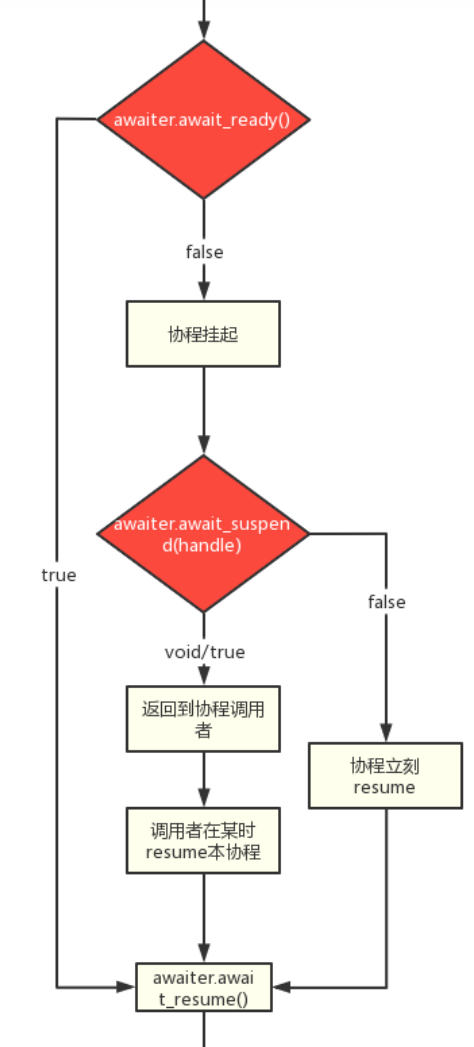 awaiter.await_ready()
false
协程挂起
awaiter.await_suspen
d(handle)
true
false
void/true
返回到协程调用
者
协程立刻
resume
调用者在某时
resume本协程
awaiter.awai
t_resume()